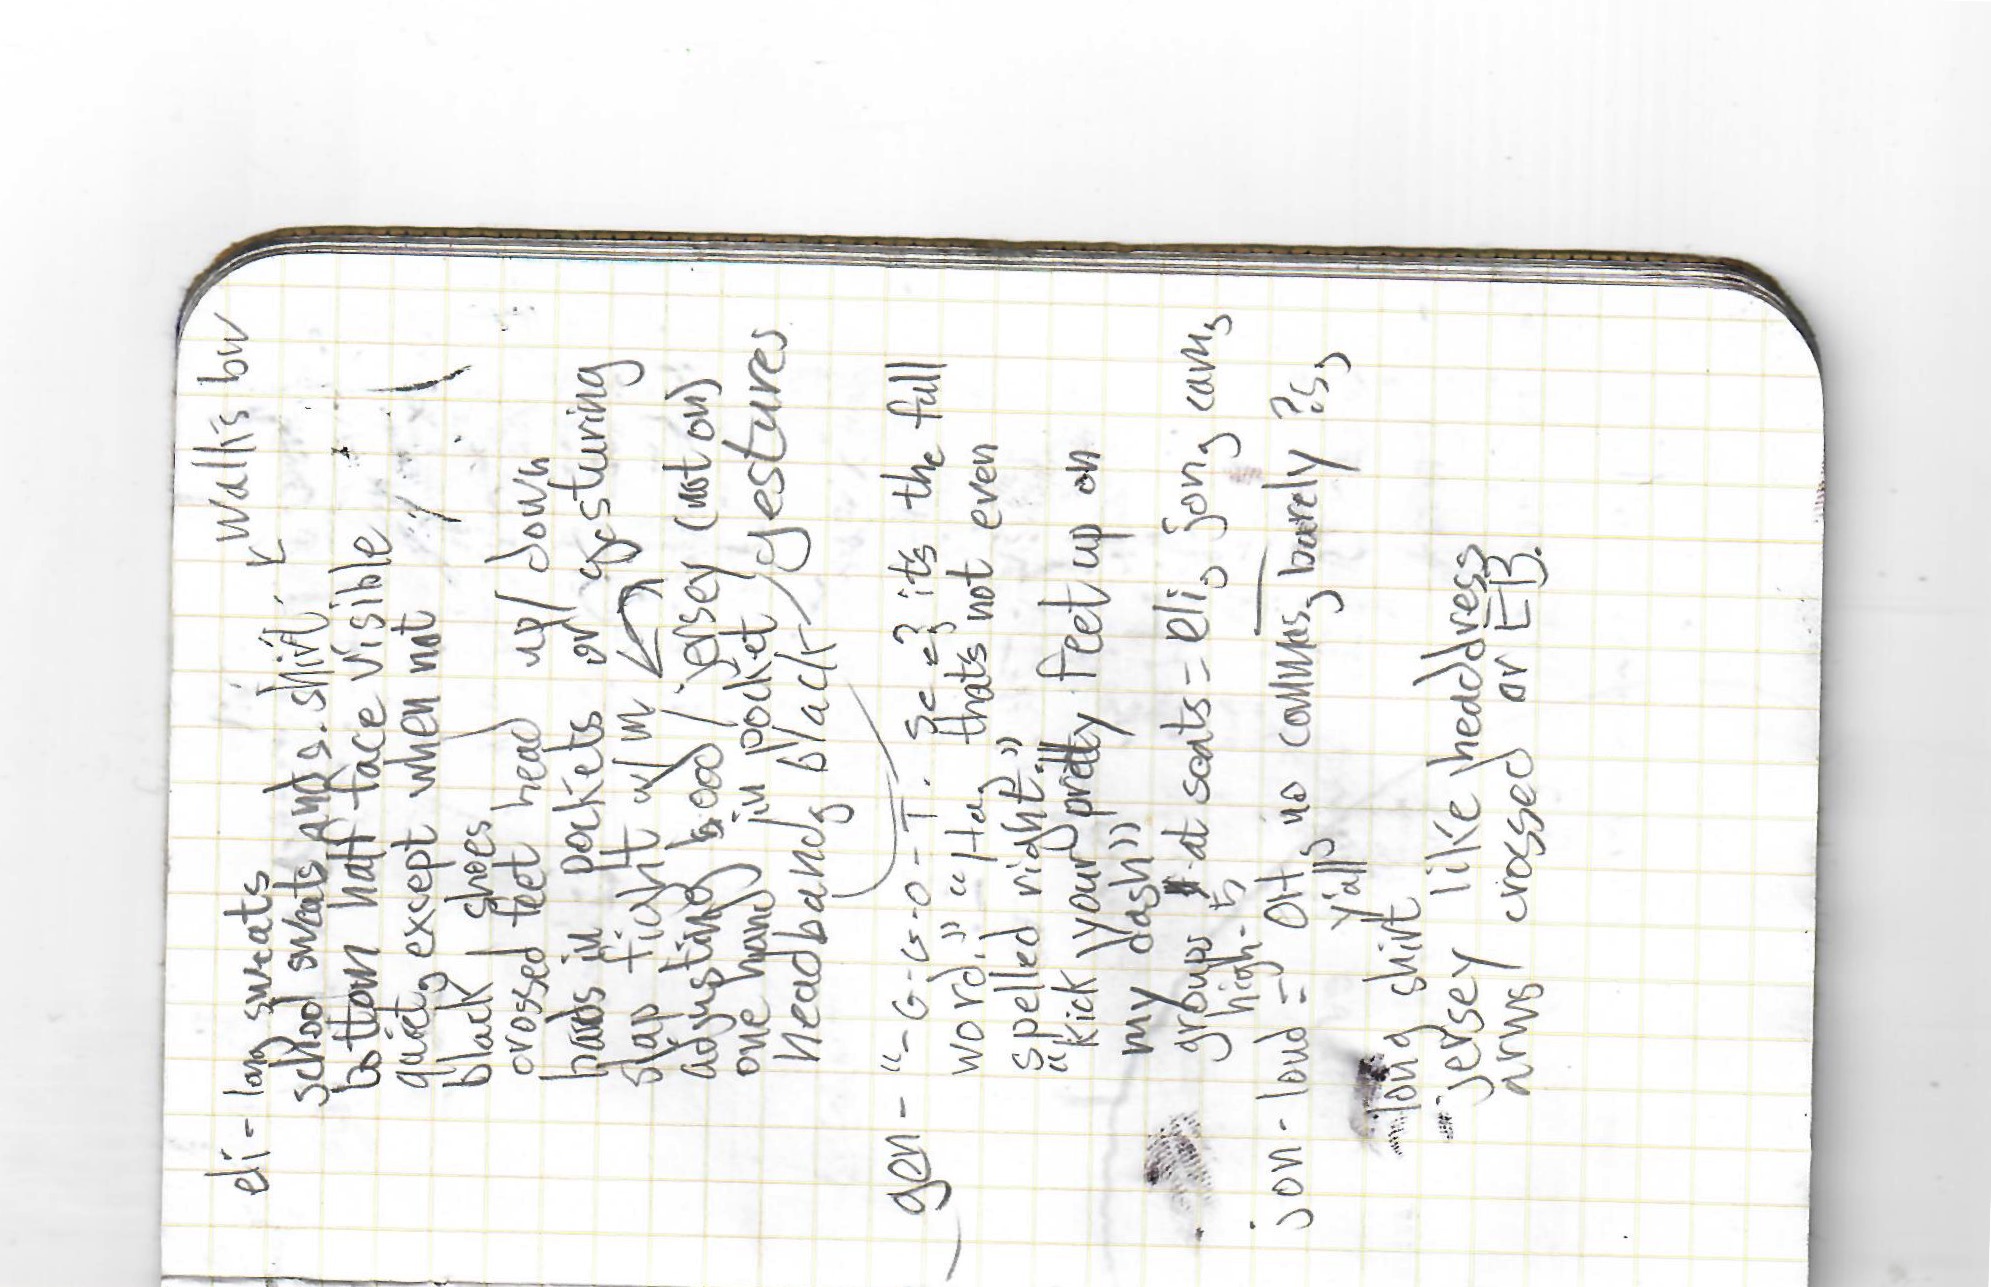 walks bw
eli - long sweats
school sweats and s. shirt
bottom half face visible
quiet, except when not
black shoes
crossed feet head up/down
hands in pockets or gesturing
slap fight w/ m
adjusting hood / jersey (not on)
one hand in pocket, gestures
headband, black
gen - "-G-G-O-T. See? it's the full
word." "Ha, that's not even
spelled right."
"kick your pretty feet up on
my dash"
groups at seats = eli, jon, cam,
high-5
jon - loud = OH, no commas, barely ?s,
y'all
- long shirt
- jersey like headdress
arms crossed or EB.